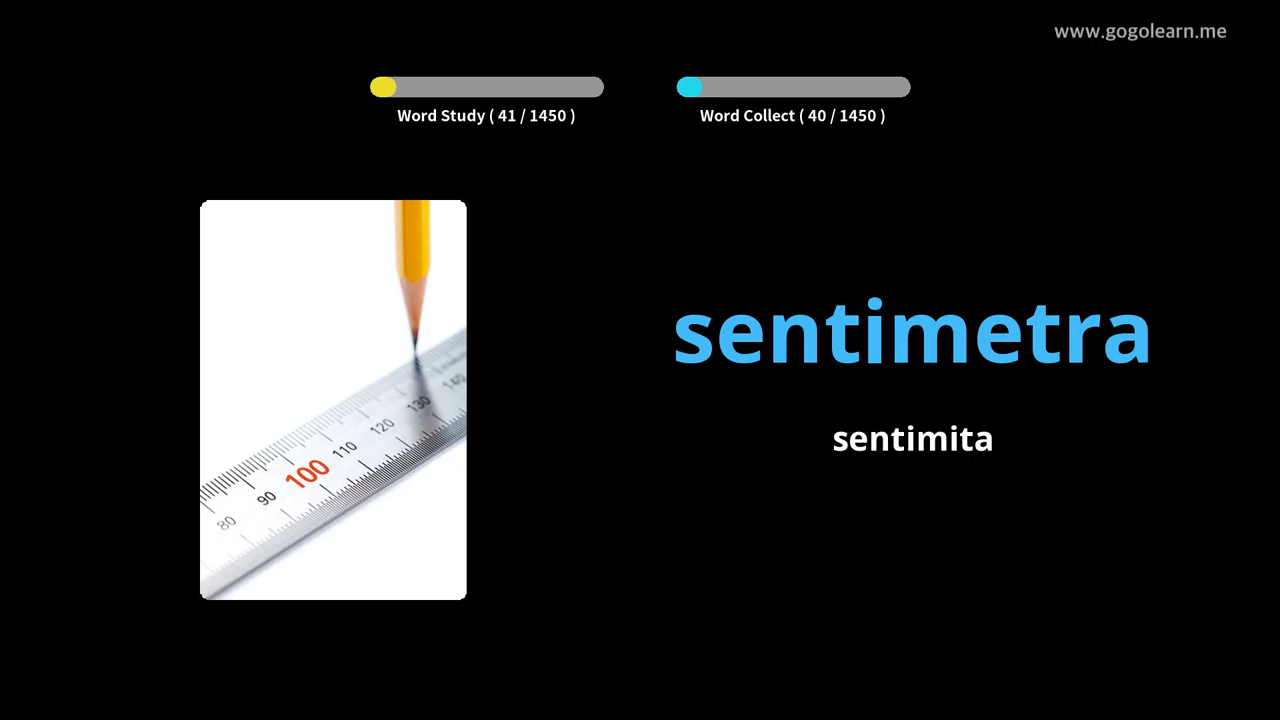 www.gogolearn.me
Word Study ( 41 / 1450 )
Word Collect ( 40 / 1450 )
sentimetra
sentimita
80
90
100
110
120
130
140